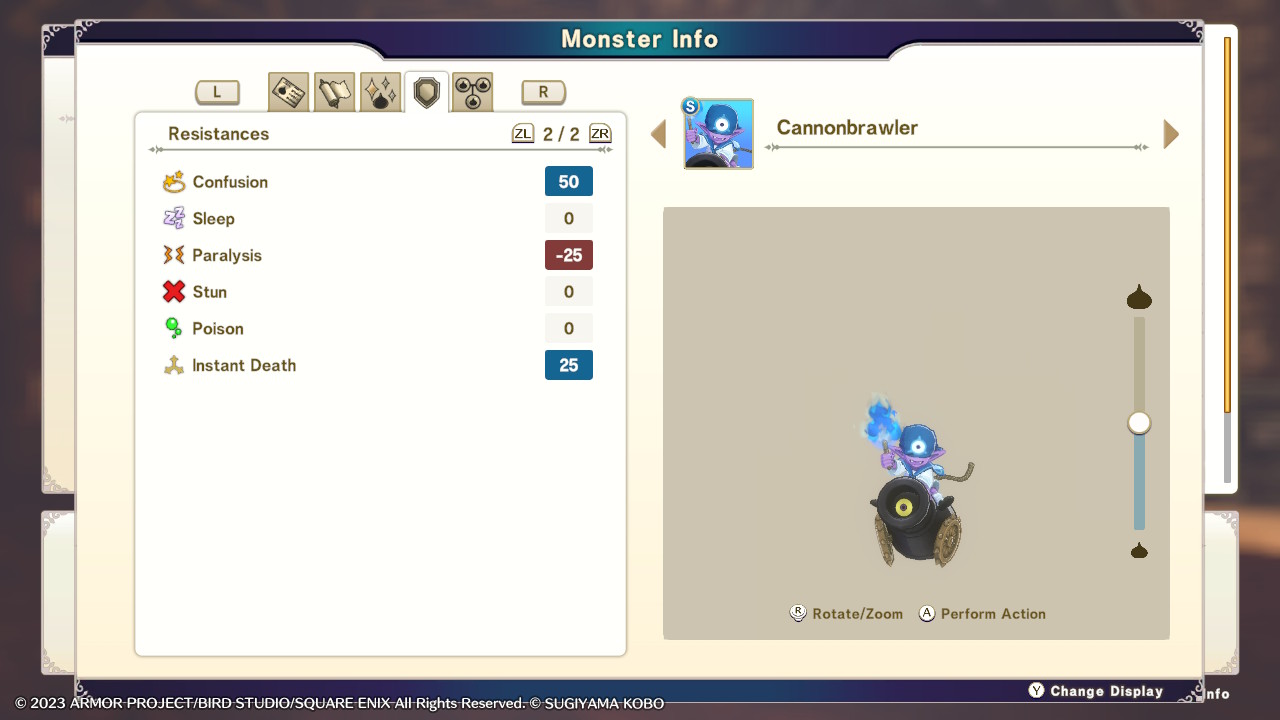 Monster Info
L
R
Resistances
ZL 2 / 2 ZR
Confusion 50
Sleep 0
Paralysis -25
Stun 0
Poison 0
Instant Death 25
S
Cannonbrawler
R Rotate/Zoom A Perform Action
Y Change Display
Info
© 2023 ARMOR PROJECT/BIRD STUDIO/SQUARE ENIX All Rights Reserved. © SUGIYAMA KOBO